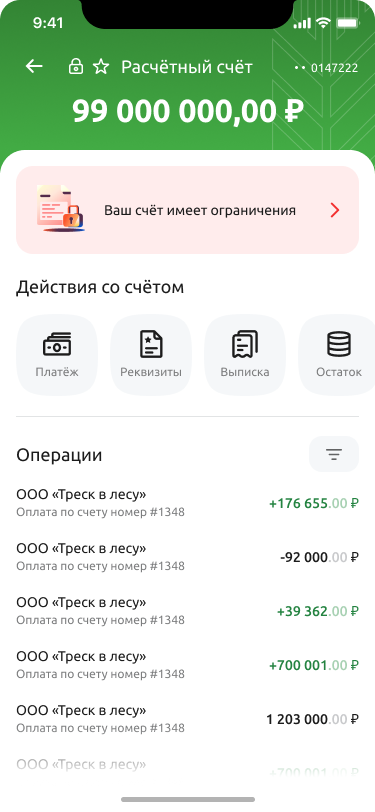 9:41
Расчётный счёт
•• 0147222
99 000 000,00 ₽
Ваш счёт имеет ограничения
Действия со счётом
Платёж
Реквизиты
Выписка
Остаток
Операции
ООО «Треск в лесу»
+176 655.00 ₽
Оплата по счету номер #1348
ООО «Треск в лесу»
-92 000.00 ₽
Оплата по счету номер #1348
ООО «Треск в лесу»
+39 362.00 ₽
Оплата по счету номер #1348
ООО «Треск в лесу»
+700 001.00 ₽
Оплата по счету номер #1348
ООО «Треск в лесу»
1 203 000.00 ₽
Оплата по счету номер #1348
ООО «Треск в лесу»
+700 001.00 ₽